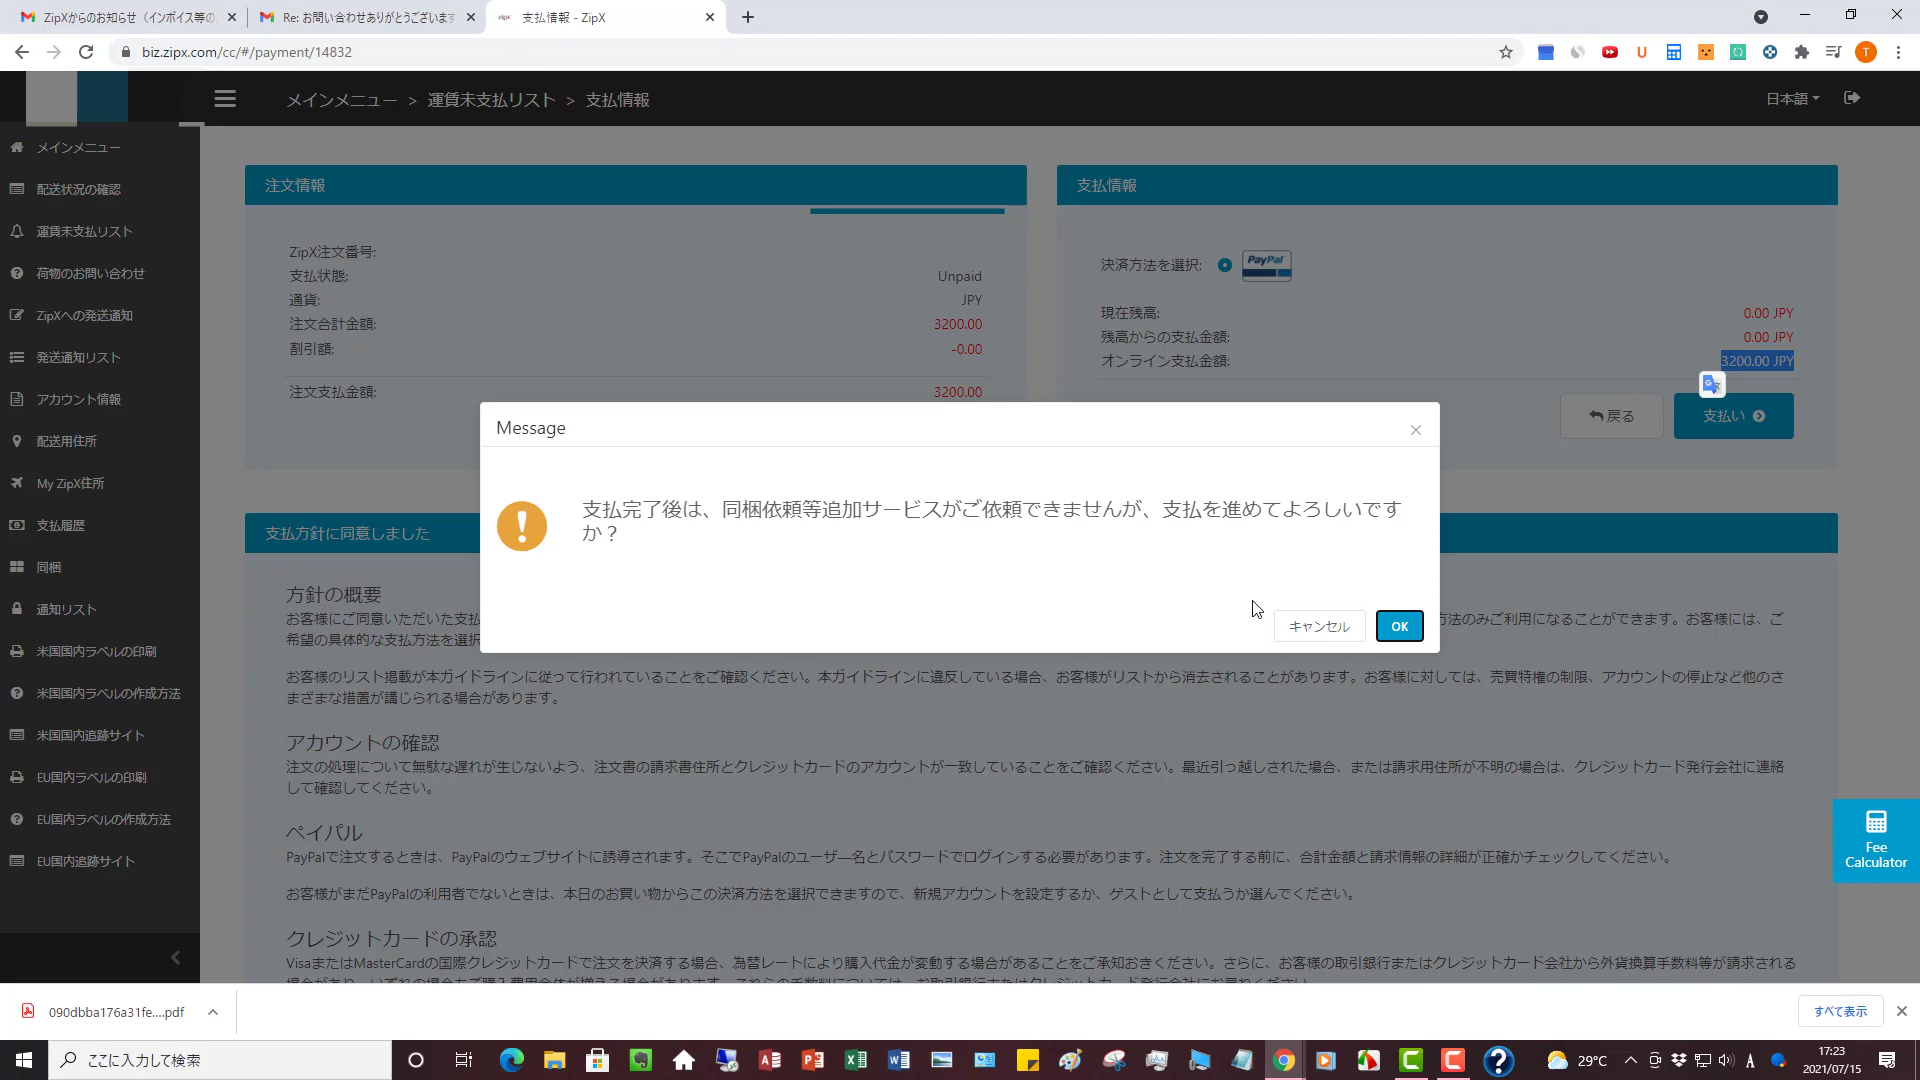 ZipXからのお知らせ（インボイス等の
Re: お問い合わせありがとうございます
支払情報 - ZipX
biz.zipx.com/cc/#/payment/14832
T
メインメニュー > 運賃未支払リスト > 支払情報
日本語
メインメニュー
配送状況の確認
運賃未支払リスト
荷物のお問い合わせ
ZipXへの発送通知
発送通知リスト
アカウント情報
配送用住所
My ZipX住所
支払履歴
同梱
通知リスト
米国国内ラベルの印刷
米国国内ラベルの作成方法
米国国内追跡サイト
EU国内ラベルの印刷
EU国内ラベルの作成方法
EU国内追跡サイト
注文情報
ZipX注文番号:
支払状態: Unpaid
通貨: JPY
注文合計金額: 3200.00
割引額: -0.00
注文支払金額: 3200.00
支払情報
決済方法を選択: PayPal
現在残高: 0.00 JPY
残高からの支払金額: 0.00 JPY
オンライン支払金額: 3200.00 JPY
戻る
支払い
Message
支払完了後は、同梱依頼等追加サービスがご依頼できませんが、支払を進めてよろしいです
か？
キャンセル
OK
支払方針に同意しました
方針の概要
お客様にご同意いただいた支払 方法のみご利用になることができます。お客様には、ご
希望の具体的な支払方法を選択
お客様のリスト掲載が本ガイドラインに従って行われていることをご確認ください。本ガイドラインに違反している場合、お客様がリストから消去されることがあります。お客様に対しては、売買特権の制限、アカウントの停止など他のさ
まざまな措置が講じられる場合があります。
アカウントの確認
注文の処理について無駄な遅れが生じないよう、注文書の請求書住所とクレジットカードのアカウントが一致していることをご確認ください。最近引っ越しされた場合、または請求用住所が不明の場合は、クレジットカード発行会社に連絡
して確認してください。
ペイパル
PayPalで注文するときは、PayPalのウェブサイトに誘導されます。そこでPayPalのユーザ―名とパスワードでログインする必要があります。注文を完了する前に、合計金額と請求情報の詳細が正確かチェックしてください。
お客様がまだPayPalの利用者でないときは、本日のお買い物からこの決済方法を選択できますので、新規アカウントを設定するか、ゲストとして支払うか選んでください。
クレジットカードの承認
VisaまたはMasterCardの国際クレジットカードで注文を決済する場合、為替レートにより購入代金が変動する場合があることをご承知おきください。さらに、お客様の取引銀行またはクレジットカード会社から外貨換算手数料等が請求される
Fee
Calculator
090dbba176a31fe....pdf
すべて表示
ここに入力して検索
29°C
A
17:23
2021/07/15